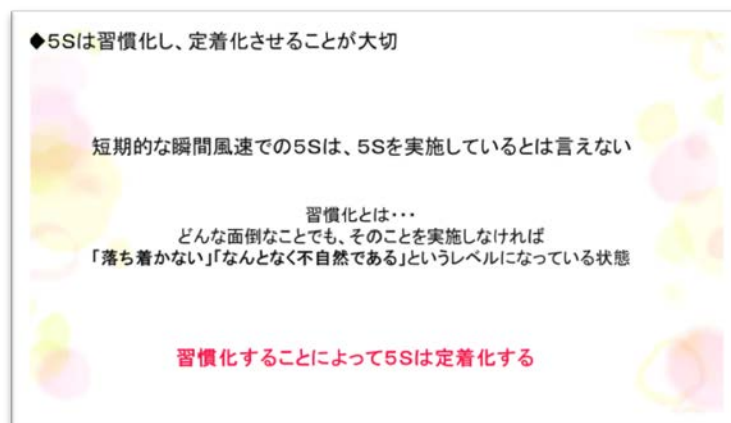 ◆5Sは習慣化し、定着化させることが大切
短期的な瞬間風速での5Sは、5Sを実施しているとは言えない
習慣化とは・・・
どんな面倒なことでも、そのことを実施しなければ
「落ち着かない」「なんとなく不自然である」というレベルになっている状態
習慣化することによって5Sは定着化する